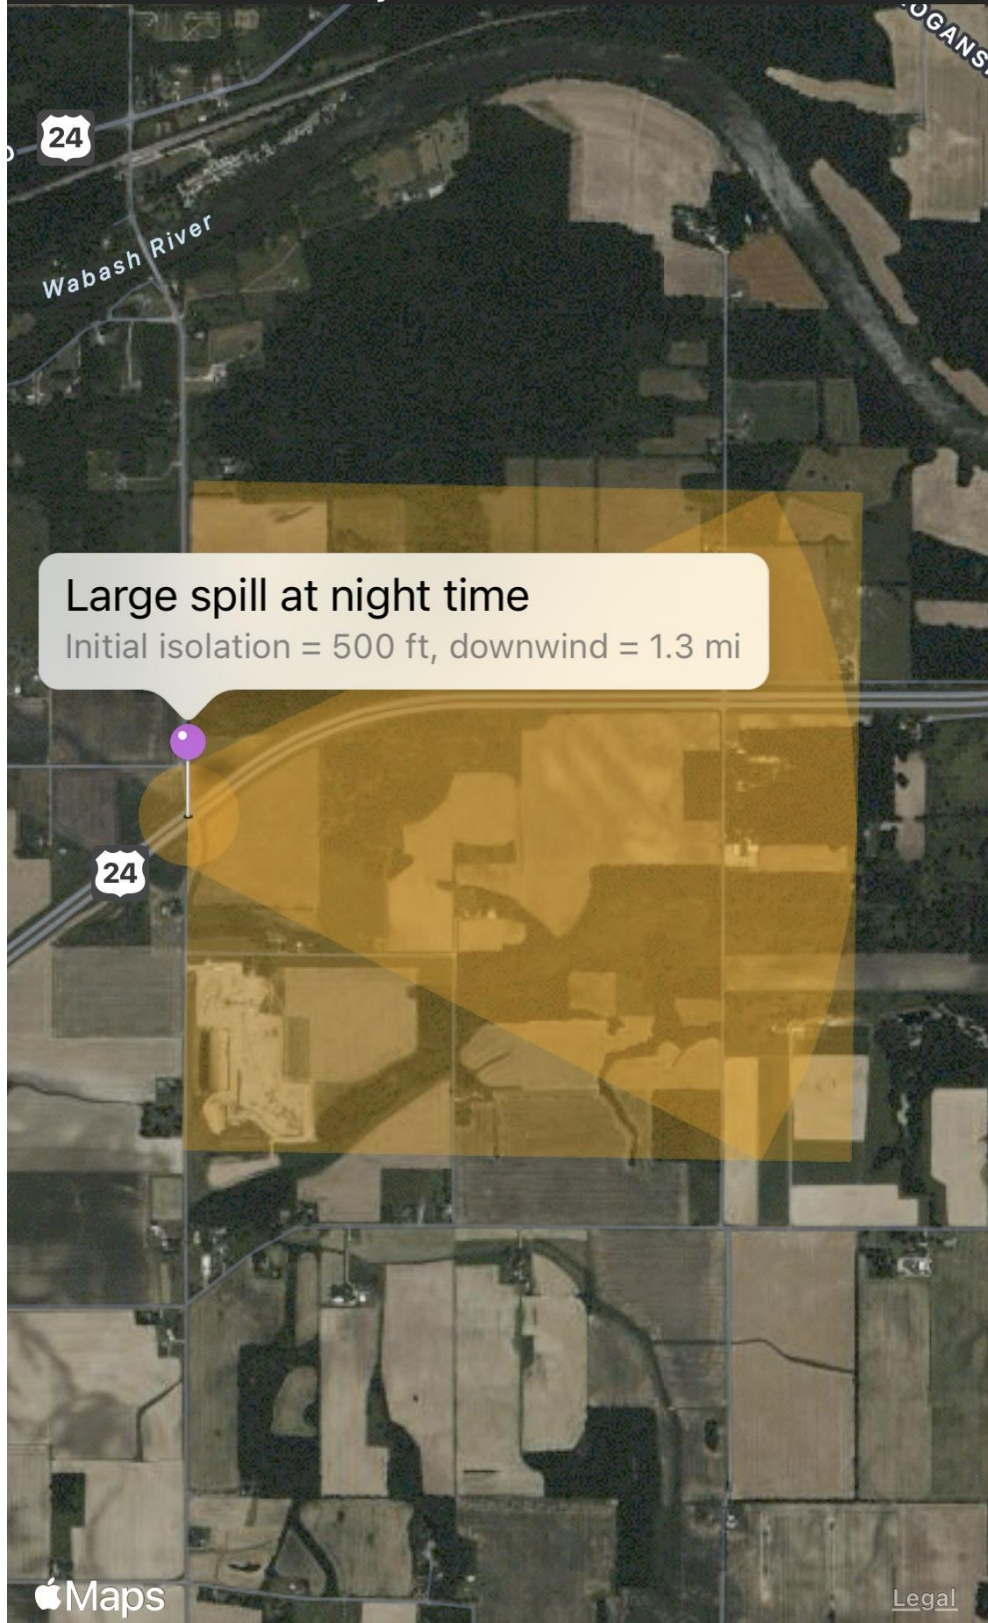 OGANS
24
Wabash River
Large spill at night time
Initial isolation = 500 ft, downwind = 1.3 mi
24
Maps
Legal